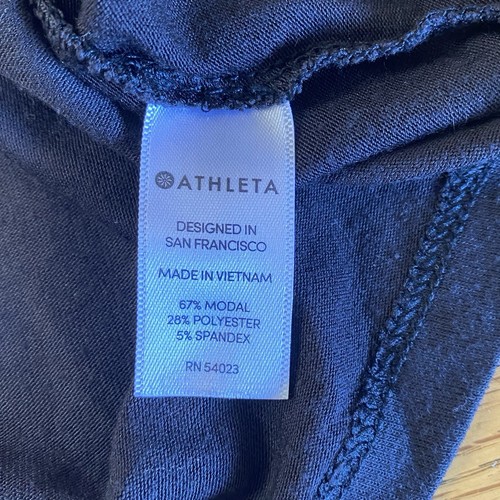 ATHLETA
DESIGNED IN
SAN FRANCISCO
MADE IN VIETNAM
67% MODAL
28% POLYESTER
5% SPANDEX
RN 54023